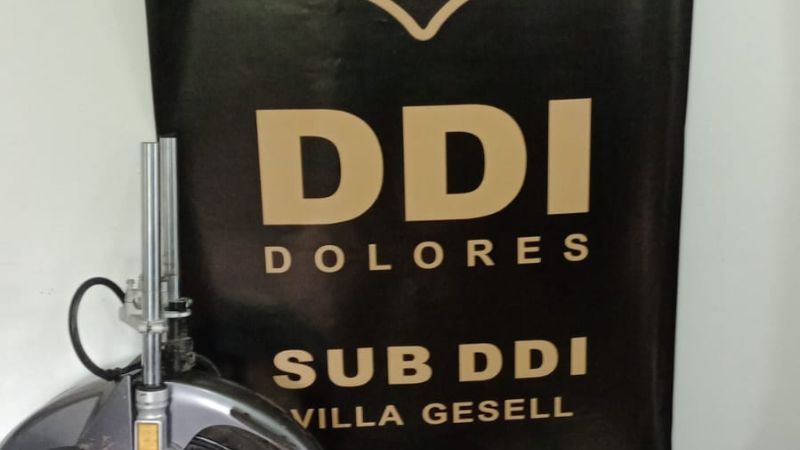 DDI
DOLORES
SUB DDI
VILLA GESELL